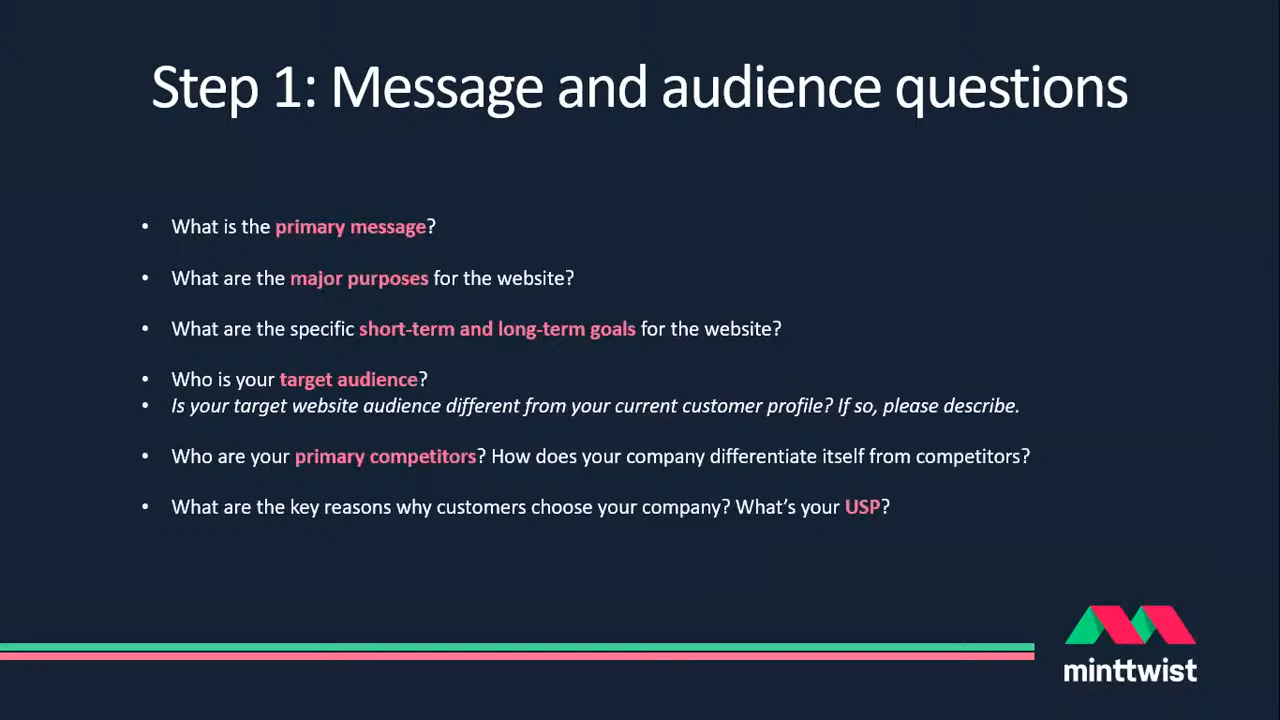 Step 1: Message and audience questions
• What is the primary message?
• What are the major purposes for the website?
• What are the specific short-term and long-term goals for the website?
• Who is your target audience?
• Is your target website audience different from your current customer profile? If so, please describe.
• Who are your primary competitors? How does your company differentiate itself from competitors?
• What are the key reasons why customers choose your company? What’s your USP?
minttwist